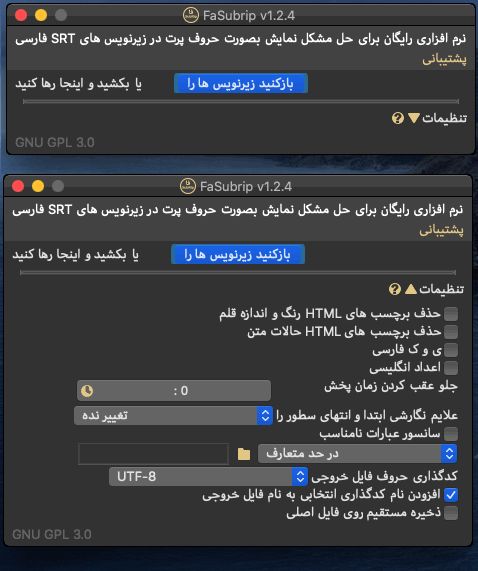 FaSubrip v1.2.4
نرم افزاری رایگان برای حل مشکل نمایش بصورت حروف پرت در زیرنویس های SRT فارسی
پشتیبانی
بازکنید زیرنویس ها را یا بکشید و اینجا رها کنید
تنظیمات ?
GNU GPL 3.0
FaSubrip v1.2.4
نرم افزاری رایگان برای حل مشکل نمایش بصورت حروف پرت در زیرنویس های SRT فارسی
پشتیبانی
بازکنید زیرنویس ها را یا بکشید و اینجا رها کنید
تنظیمات ?
حذف برچسب های HTML رنگ و اندازه قلم
حذف برچسب های HTML حالات متن
ی و ک فارسی
اعداد انگلیسی
جلو عقب کردن زمان پخش : 0
علایم نگارشی ابتدا و انتهای سطور را تغییر نده
سانسور عبارات نامناسب
در حد متعارف
کدگذاری حروف فایل خروجی UTF-8
افزودن نام کدگذاری انتخابی به نام فایل خروجی
ذخیره مستقیم روی فایل اصلی
GNU GPL 3.0